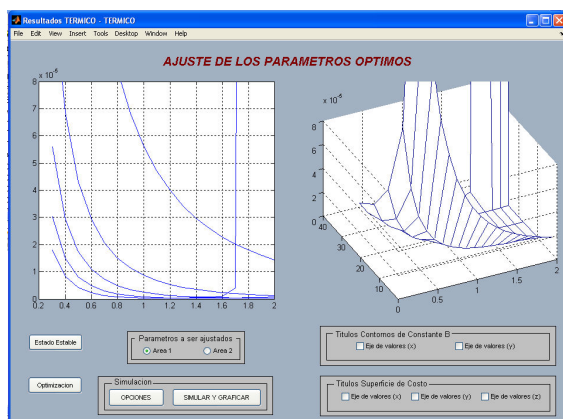 Resultados TERMICO - TERMICO
File Edit View Insert Tools Desktop Window Help
AJUSTE DE LOS PARAMETROS OPTIMOS
x 10⁻⁶
8
7
6
5
4
3
2
1
0
0.2 0.4 0.6 0.8 1 1.2 1.4 1.6 1.8 2
x 10⁻⁶
8
6
4
2
0
40
30
20
10
0
0 0.5 1 1.5 2
Estado Estable
Parametros a ser ajustados
Area 1 Area 2
Titulos Contornos de Constante B
Eje de valores (x) Eje de valores (y)
Optimizacion
Simulacion
OPCIONES SIMULAR Y GRAFICAR
Titulos Superficie de Costo
Eje de valores (x) Eje de valores (y) Eje de valores (z)